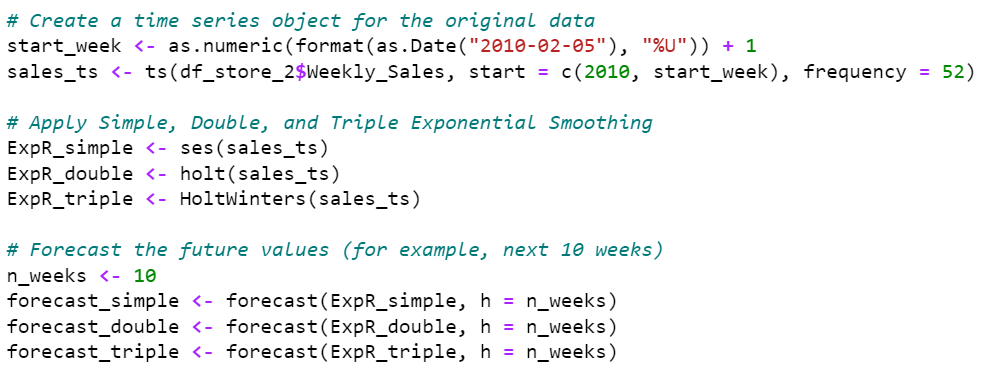 # Create a time series object for the original data
start_week <- as.numeric(format(as.Date("2010-02-05"), "%U")) + 1
sales_ts <- ts(df_store_2$Weekly_Sales, start = c(2010, start_week), frequency = 52)
# Apply Simple, Double, and Triple Exponential Smoothing
ExpR_simple <- ses(sales_ts)
ExpR_double <- holt(sales_ts)
ExpR_triple <- HoltWinters(sales_ts)
# Forecast the future values (for example, next 10 weeks)
n_weeks <- 10
forecast_simple <- forecast(ExpR_simple, h = n_weeks)
forecast_double <- forecast(ExpR_double, h = n_weeks)
forecast_triple <- forecast(ExpR_triple, h = n_weeks)